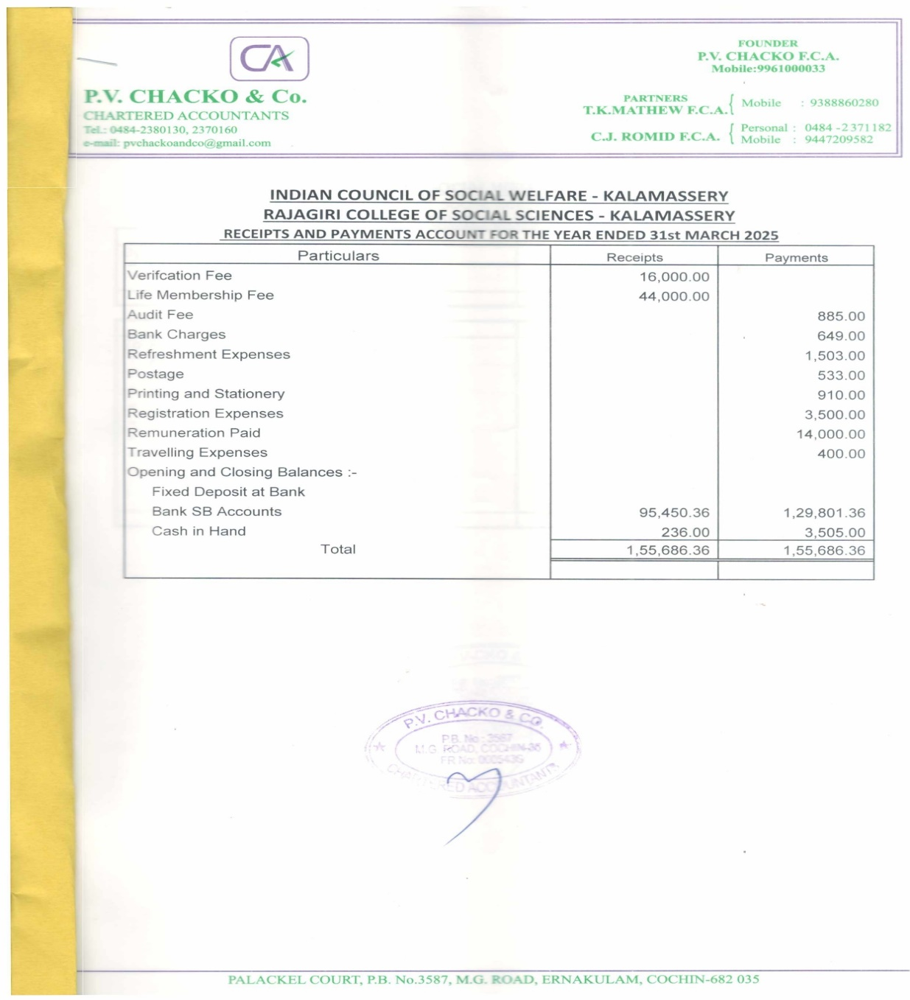 CA
P.V. CHACKO & Co.
CHARTERED ACCOUNTANTS
Tel.: 0484-2380130, 2370160
e-mail: pvchackoandco@gmail.com
FOUNDER
P.V. CHACKO F.C.A.
Mobile:9961000033
PARTNERS
T.K.MATHEW F.C.A. { Mobile : 9388860280
C.J. ROMID F.C.A. { Personal : 0484 -2371182
Mobile : 9447209582
INDIAN COUNCIL OF SOCIAL WELFARE - KALAMASSERY
RAJAGIRI COLLEGE OF SOCIAL SCIENCES - KALAMASSERY
RECEIPTS AND PAYMENTS ACCOUNT FOR THE YEAR ENDED 31st MARCH 2025
Particulars Receipts Payments
Verifcation Fee 16,000.00
Life Membership Fee 44,000.00
Audit Fee 885.00
Bank Charges 649.00
Refreshment Expenses 1,503.00
Postage 533.00
Printing and Stationery 910.00
Registration Expenses 3,500.00
Remuneration Paid 14,000.00
Travelling Expenses 400.00
Opening and Closing Balances :-
Fixed Deposit at Bank
Bank SB Accounts 95,450.36 1,29,801.36
Cash in Hand 236.00 3,505.00
Total 1,55,686.36 1,55,686.36
P.V. CHACKO & CO.
P.B. No : 3587
M.G. ROAD, COCHIN-35
FR No: 000543S
CHARTERED ACCOUNTANTS
PALACKEL COURT, P.B. No.3587, M.G. ROAD, ERNAKULAM, COCHIN-682 035